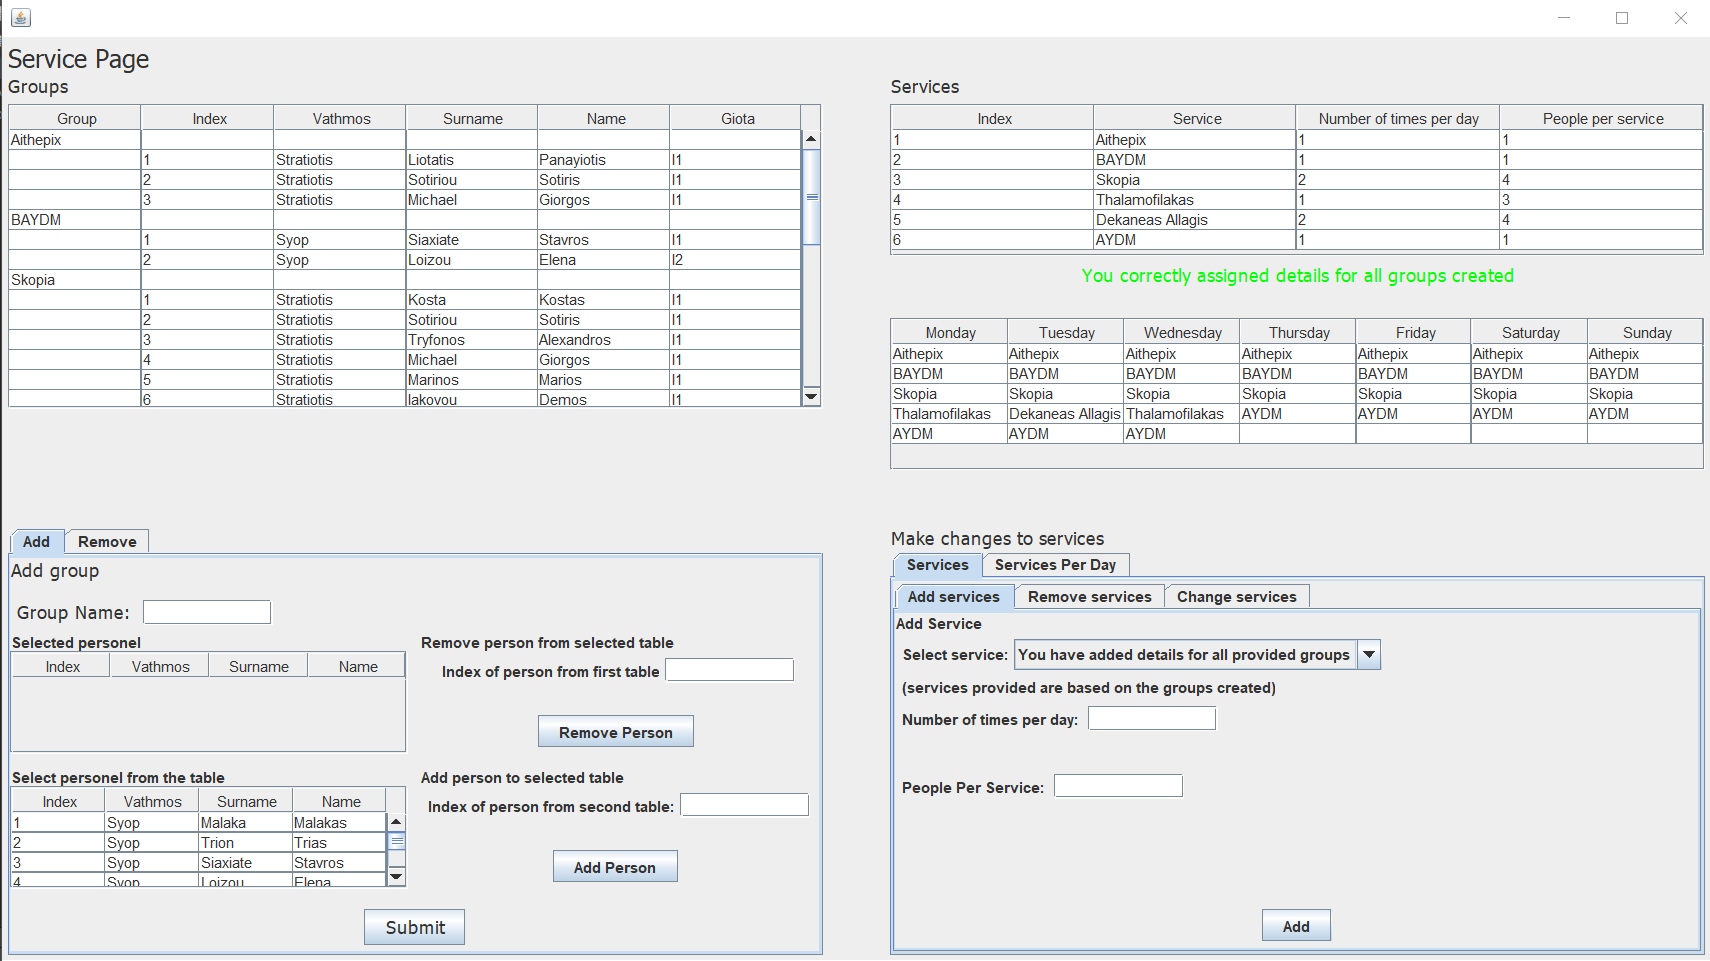 Service Page
Groups
Group Index Vathmos Surname Name Giota
Aithepix
1 Stratiotis Liotatis Panayiotis I1
2 Stratiotis Sotiriou Sotiris I1
3 Stratiotis Michael Giorgos I1
BAYDM
1 Syop Siaxiate Stavros I1
2 Syop Loizou Elena I2
Skopia
1 Stratiotis Kosta Kostas I1
2 Stratiotis Sotiriou Sotiris I1
3 Stratiotis Tryfonos Alexandros I1
4 Stratiotis Michael Giorgos I1
5 Stratiotis Marinos Marios I1
6 Stratiotis Iakovou Demos I1
Services
Index Service Number of times per day People per service
1 Aithepix 1 1
2 BAYDM 1 1
3 Skopia 2 4
4 Thalamofilakas 1 3
5 Dekaneas Allagis 2 4
6 AYDM 1 1
You correctly assigned details for all groups created
Monday Tuesday Wednesday Thursday Friday Saturday Sunday
Aithepix Aithepix Aithepix Aithepix Aithepix Aithepix Aithepix
BAYDM BAYDM BAYDM BAYDM BAYDM BAYDM BAYDM
Skopia Skopia Skopia Skopia Skopia Skopia Skopia
Thalamofilakas Dekaneas Allagis Thalamofilakas AYDM AYDM AYDM AYDM
AYDM AYDM AYDM
Add Remove
Add group
Group Name:
Selected personel
Index Vathmos Surname Name
Remove person from selected table
Index of person from first table
Remove Person
Select personel from the table
Index Vathmos Surname Name
1 Syop Malaka Malakas
2 Syop Trion Trias
3 Syop Siaxiate Stavros
4 Syop Loizou Elena
Add person to selected table
Index of person from second table:
Add Person
Submit
Make changes to services
Services Services Per Day
Add services Remove services Change services
Add Service
Select service: You have added details for all provided groups
(services provided are based on the groups created)
Number of times per day:
People Per Service:
Add